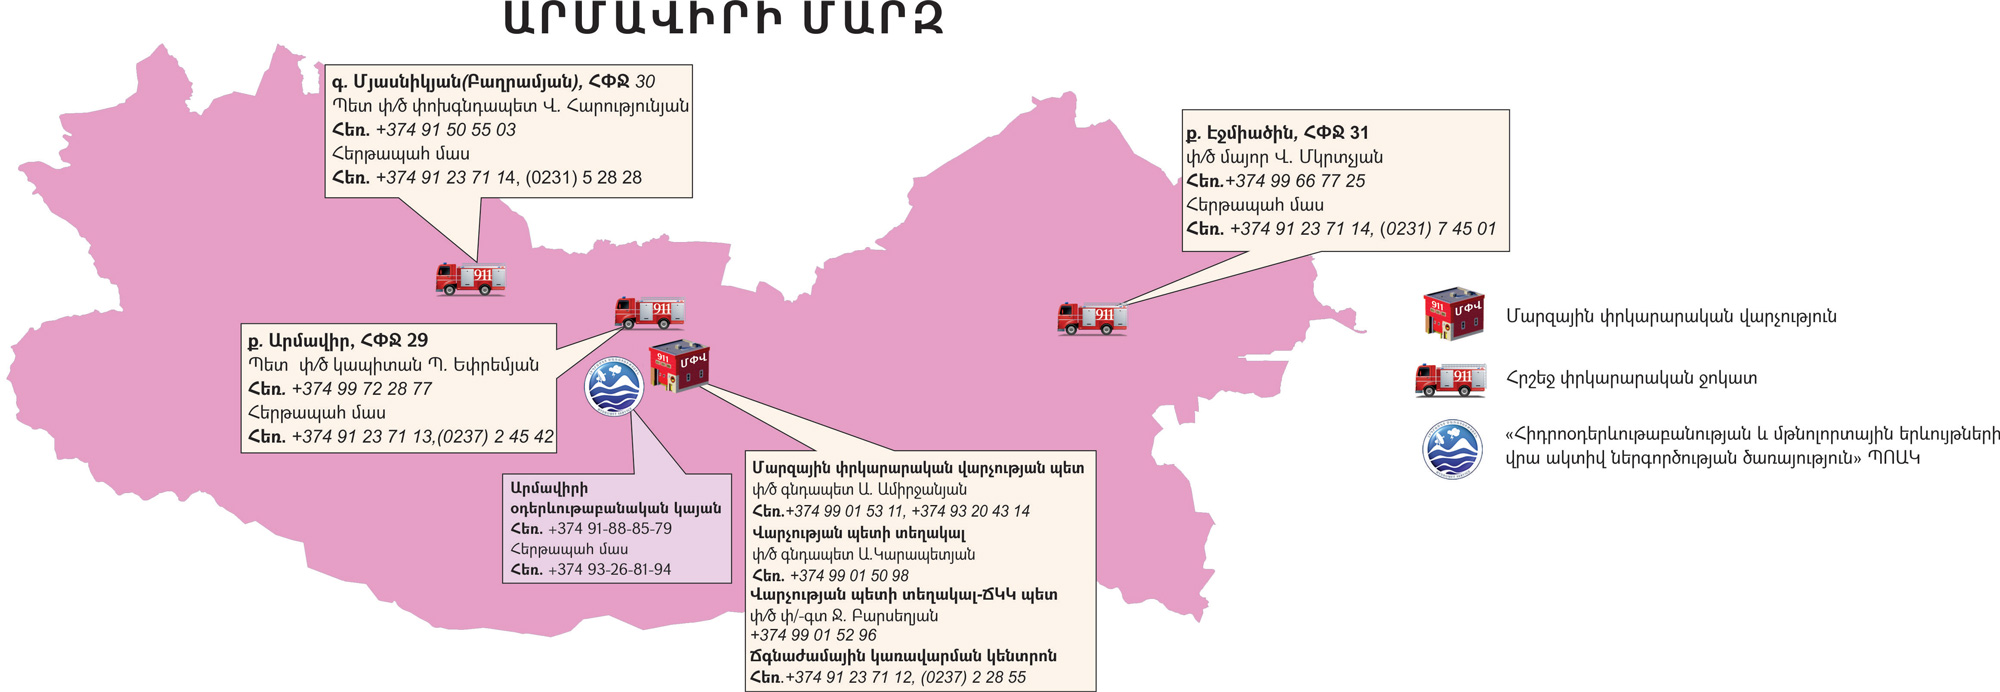 ԱՐՄԱՎԻՐԻ ՄԱՐԶ
գ. Մյասնիկյան(Բաղրամյան), ՀՓՋ 30
Պետ փ/ծ փոխգնդապետ Վ. Հարությունյան
Հեռ. +374 91 50 55 03
Հերթապահ մաս
Հեռ. +374 91 23 71 14, (0231) 5 28 28
ք. Էջմիածին, ՀՓՋ 31
փ/ծ մայոր Վ. Մկրտչյան
Հեռ.+374 99 66 77 25
Հերթապահ մաս
Հեռ. +374 91 23 71 14, (0231) 7 45 01
911
911
911
ք. Արմավիր, ՀՓՋ 29
Պետ փ/ծ կապիտան Պ. Եփրեմյան
Հեռ. +374 99 72 28 77
Հերթապահ մաս
Հեռ. +374 91 23 71 13,(0237) 2 45 42
911 ՄՓՎ
Արմավիրի
օդերևութաբանական կայան
Հեռ. +374 91-88-85-79
Հերթապահ մաս
Հեռ. +374 93-26-81-94
Մարզային փրկարարական վարչության պետ
փ/ծ գնդապետ Ա. Ամիրջանյան
Հեռ.+374 99 01 53 11, +374 93 20 43 14
Վարչության պետի տեղակալ
փ/ծ գնդապետ Ա.Կարապետյան
Հեռ. +374 99 01 50 98
Վարչության պետի տեղակալ-ՃԿԿ պետ
փ/ծ փ/-գտ Ջ. Բարսեղյան
+374 99 01 52 96
Ճգնաժամային կառավարման կենտրոն
Հեռ.+374 91 23 71 12, (0237) 2 28 55
911 ՄՓՎ
Մարզային փրկարարական վարչություն
911
Հրշեջ փրկարարական ջոկատ
«Հիդրոօդերևութաբանության և մթնոլորտային երևույթների
վրա ակտիվ ներգործության ծառայություն» ՊՈԱԿ